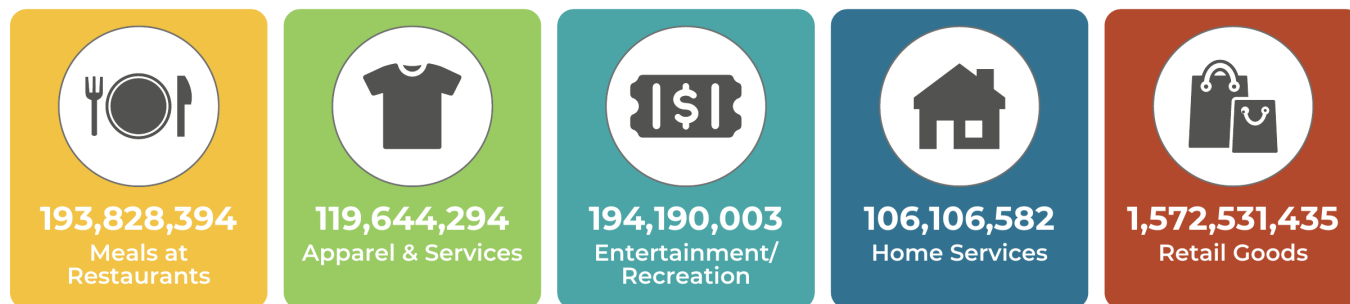 193,828,394
Meals at
Restaurants
119,644,294
Apparel & Services
$
194,190,003
Entertainment/
Recreation
106,106,582
Home Services
1,572,531,435
Retail Goods